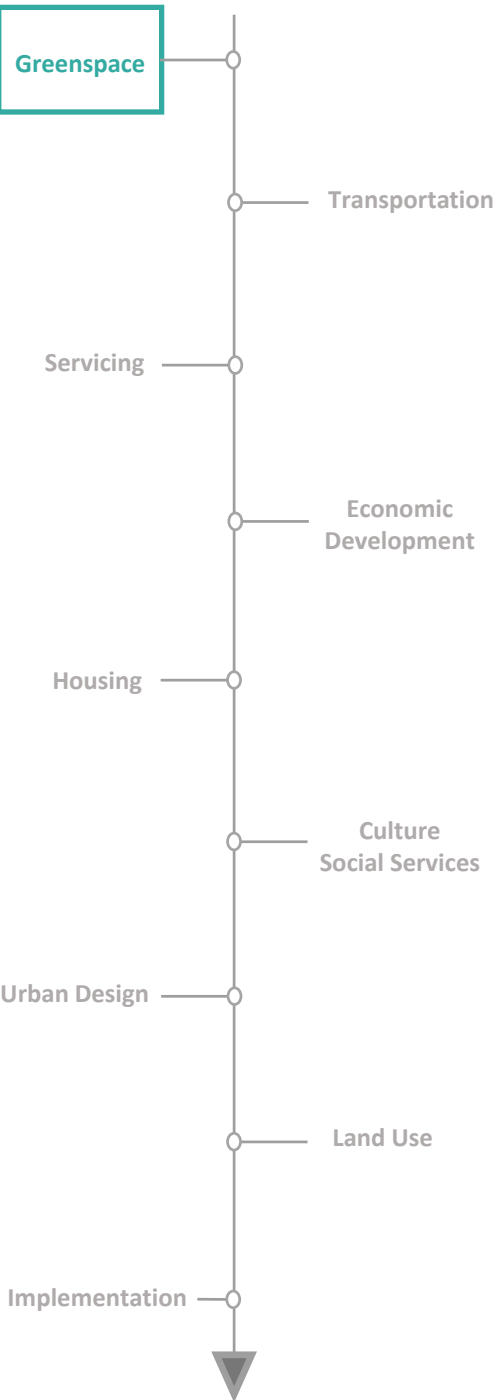 Greenspace
Transportation
Servicing
Economic
Development
Housing
Culture
Social Services
Urban Design
Land Use
Implementation